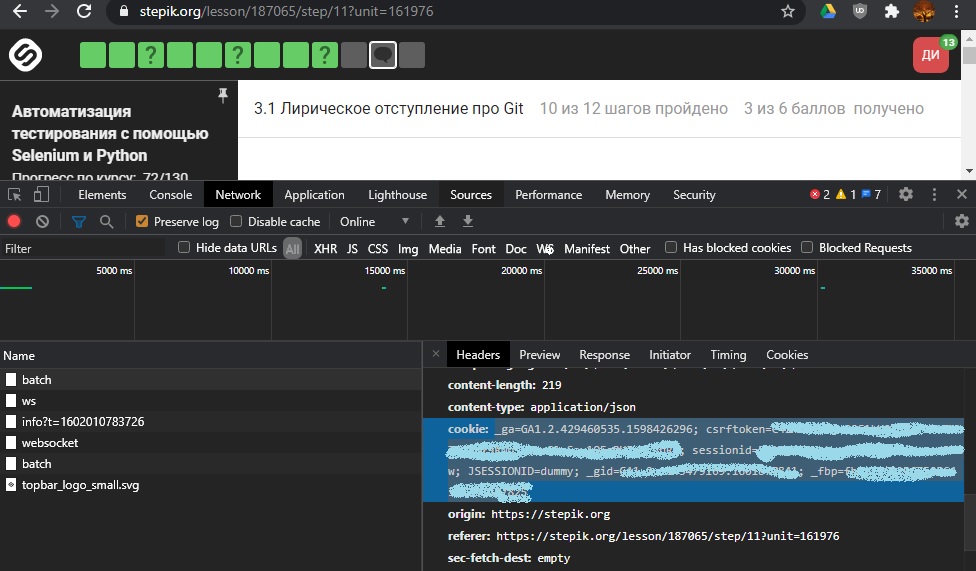 stepik.org/lesson/187065/step/11?unit=161976
UD
? ? ?
ДИ 13
Автоматизация
тестирования с помощью
Selenium и Python
Прогресс по курсу: 72/130
3.1 Лирическое отступление про Git 10 из 12 шагов пройдено 3 из 6 баллов получено
Elements Console Network Application Lighthouse Sources Performance Memory Security 2 1 7
Preserve log Disable cache Online
Filter Hide data URLs All XHR JS CSS Img Media Font Doc WS Manifest Other Has blocked cookies Blocked Requests
5000 ms 10000 ms 15000 ms 20000 ms 25000 ms 30000 ms 35000 ms
Name
batch
ws
info?t=1602010783726
websocket
batch
topbar_logo_small.svg
× Headers Preview Response Initiator Timing Cookies
content-length: 219
content-type: application/json
cookie: _ga=GA1.2.429460535.1598426296; csrftoken=
sessionid=
w; JSESSIONID=dummy; _gid= _fbp=
origin: https://stepik.org
referer: https://stepik.org/lesson/187065/step/11?unit=161976
sec-fetch-dest: empty